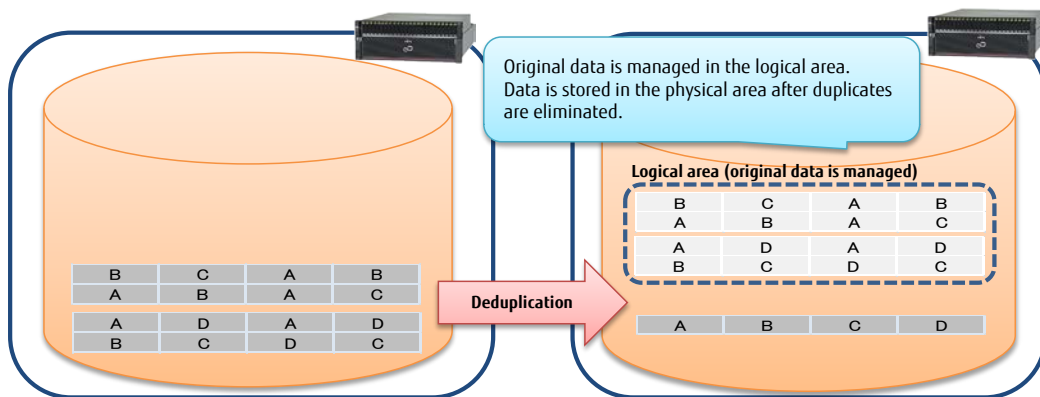 Original data is managed in the logical area.
Data is stored in the physical area after duplicates
are eliminated.
Logical area (original data is managed)
B C A B
A B A C
A D A D
B C D C
B C A B
A B A C
A D A D
B C D C
Deduplication
A B C D